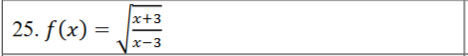 25. f(x) = √((x+3)/(x−3))